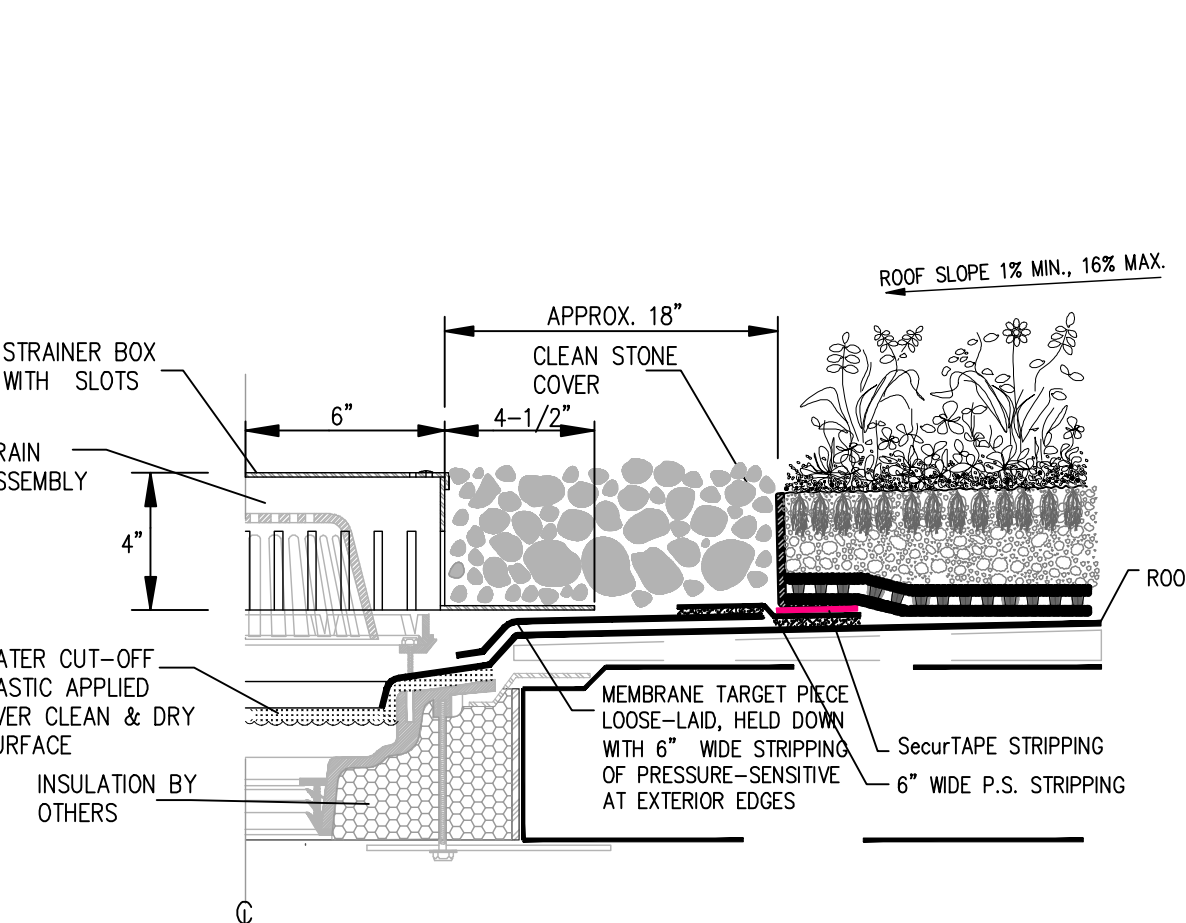 ROOF SLOPE 1% MIN., 16% MAX.
APPROX. 18"
STRAINER BOX
WITH SLOTS
CLEAN STONE
COVER
6"
4-1/2"
RAIN
SSEMBLY
4"
ROO
ATER CUT-OFF
ASTIC APPLIED
VER CLEAN & DRY
URFACE
MEMBRANE TARGET PIECE
LOOSE-LAID, HELD DOWN
WITH 6" WIDE STRIPPING
OF PRESSURE-SENSITIVE
AT EXTERIOR EDGES
SecurTAPE STRIPPING
6" WIDE P.S. STRIPPING
INSULATION BY
OTHERS
℄